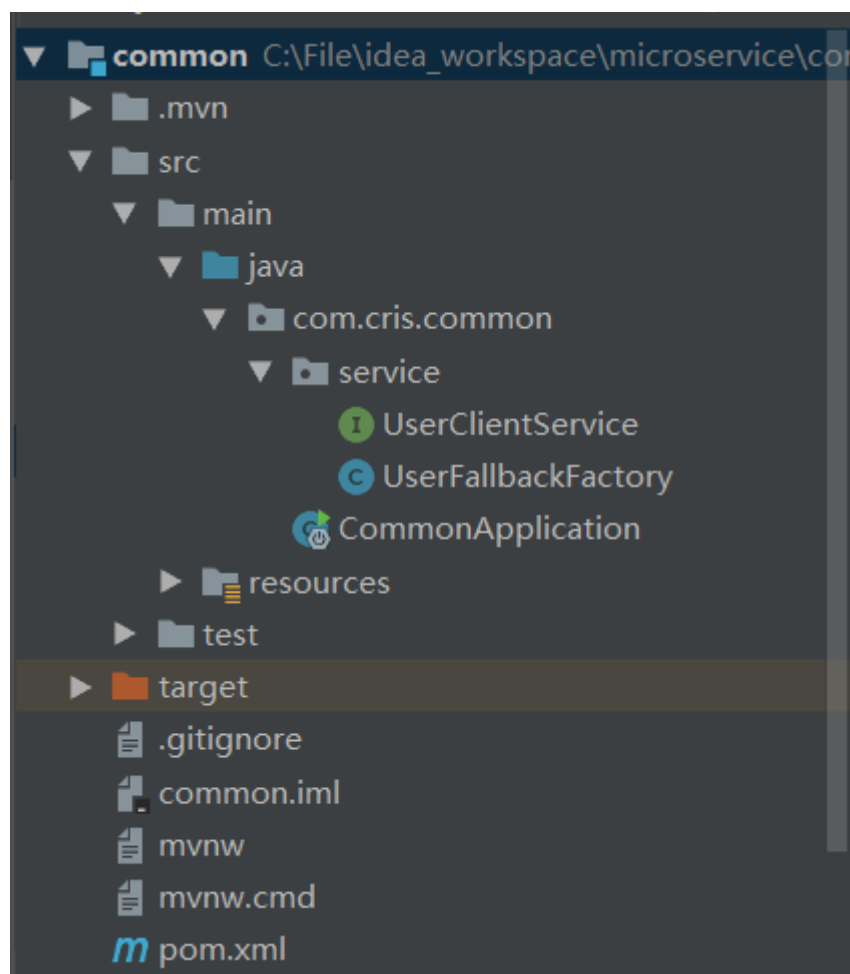 common C:\File\idea_workspace\microservice\co
.mvn
src
main
java
com.cris.common
service
UserClientService
UserFallbackFactory
CommonApplication
resources
test
target
.gitignore
common.iml
mvnw
mvnw.cmd
pom.xml